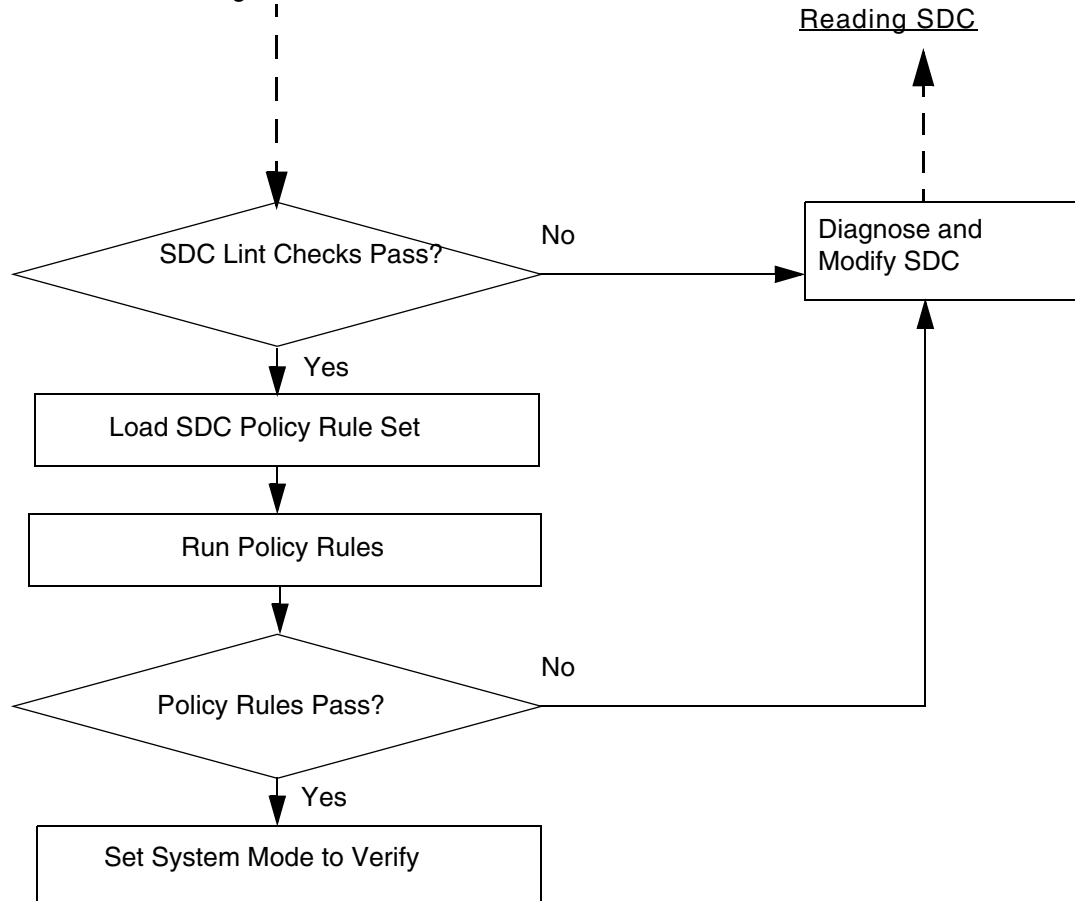 Reading SDC
SDC Lint Checks Pass?
No
Diagnose and
Modify SDC
Yes
Load SDC Policy Rule Set
Run Policy Rules
No
Policy Rules Pass?
Yes
Set System Mode to Verify